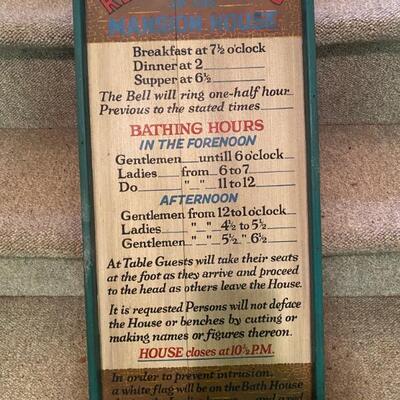 MANSION HOUSE
Breakfast at 7½ o'clock
Dinner at 2
Supper at 6½
The Bell will ring one-half hour
Previous to the stated times
BATHING HOURS
IN THE FORENOON
Gentlemen untill 6 o'clock
Ladies from 6 to 7
Do " " 11 to 12
AFTERNOON
Gentlemen from 12 to 1 o'clock
Ladies " " 4½ to 5½
Gentlemen " " 5½ " 6½
At Table Guests will take their seats
at the foot as they arrive and proceed
to the head as others leave the House.
It is requested Persons will not deface
the House or benches by cutting or
making names or figures thereon.
HOUSE closes at 10½ P.M.
In order to prevent intrusion,
a white flag will be on the Bath House